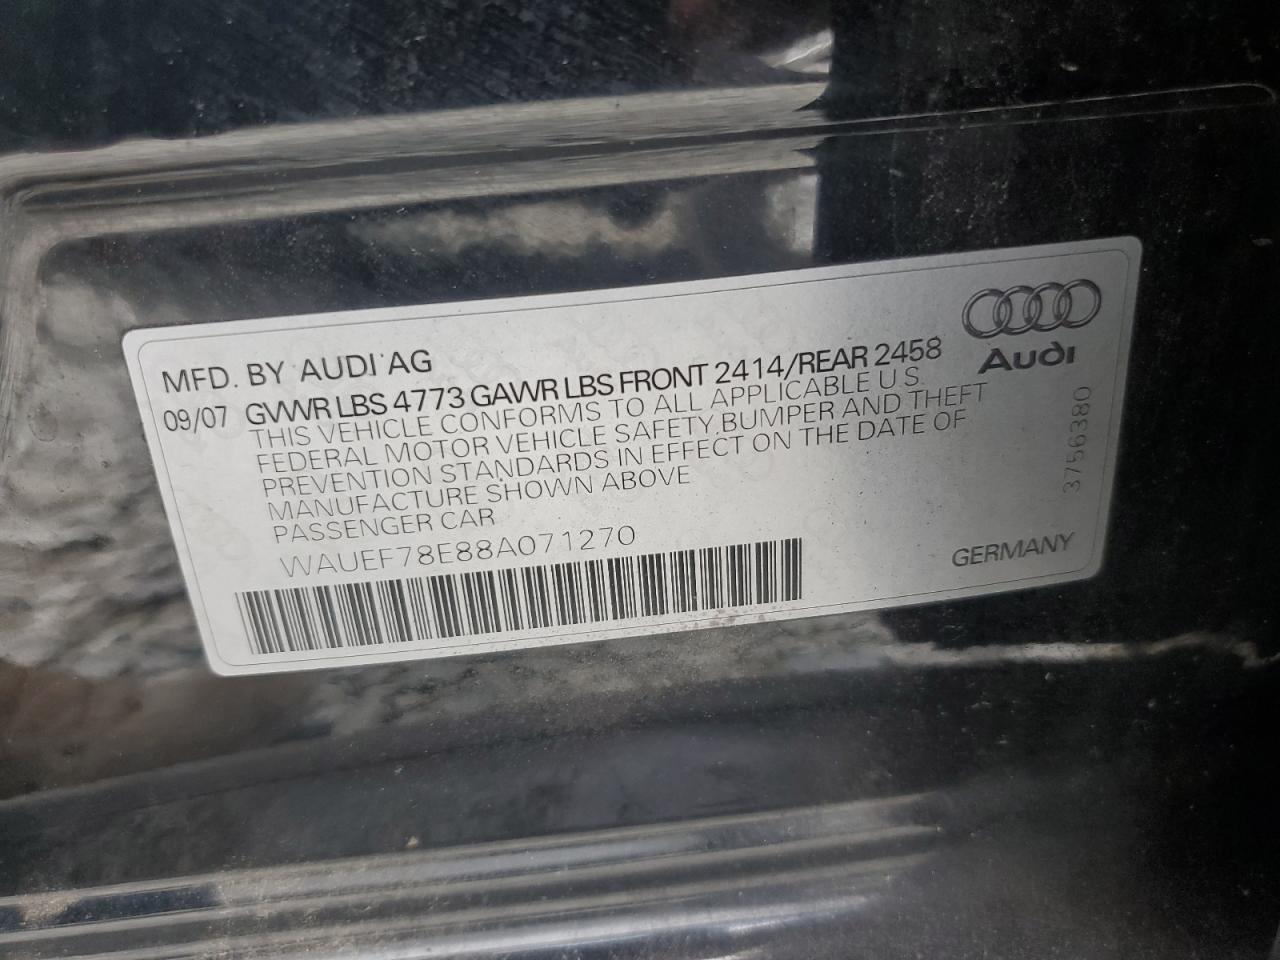 MFD. BY AUDI AG
09/07 GVWR LBS 4773 GAWR LBS FRONT 2414/REAR 2458
THIS VEHICLE CONFORMS TO ALL APPLICABLE U.S.
FEDERAL MOTOR VEHICLE SAFETY, BUMPER AND THEFT
PREVENTION STANDARDS IN EFFECT ON THE DATE OF
MANUFACTURE SHOWN ABOVE
PASSENGER CAR
WAUEF78E88A071270
Audi
3756380
GERMANY